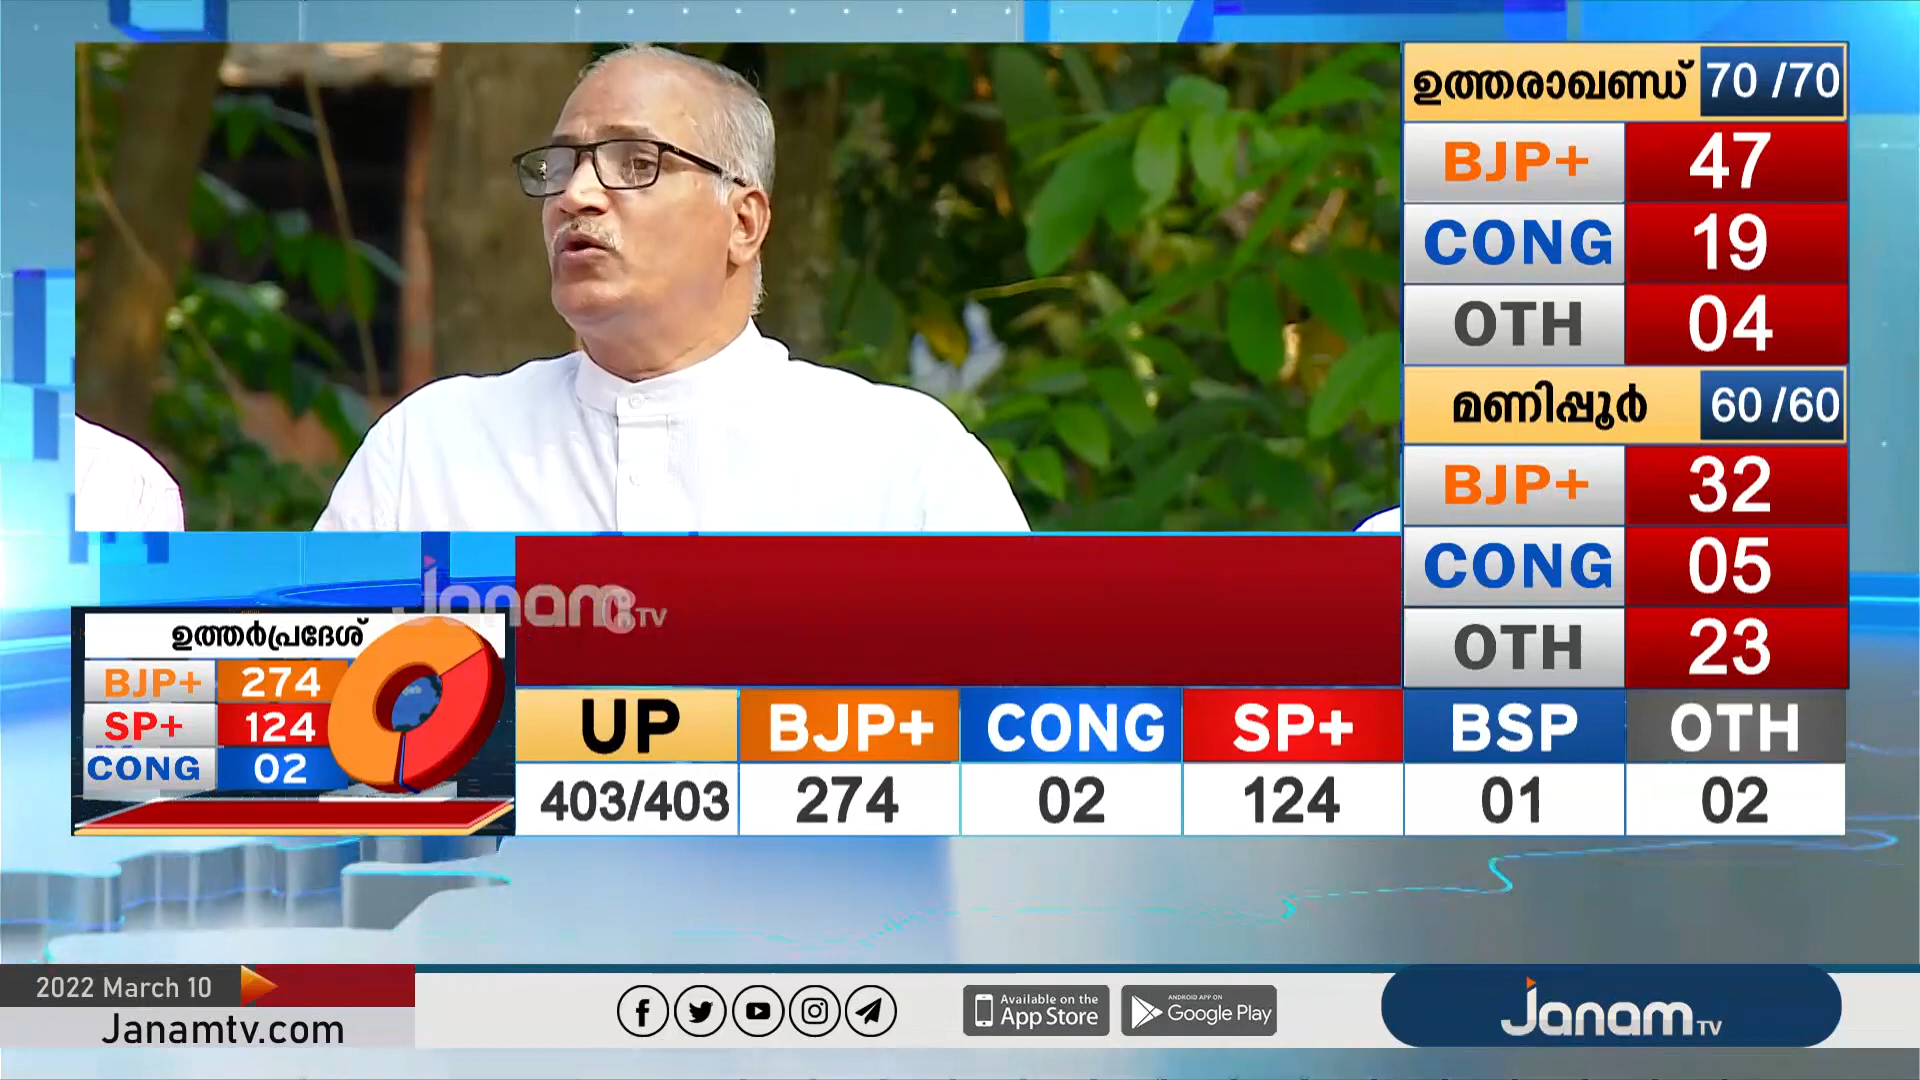 ഉത്തരാഖണ്ഡ് 70 /70
BJP+ 47
CONG 19
OTH 04
മണിപ്പൂർ 60 /60
BJP+ 32
CONG 05
OTH 23
Janam TV
ഉത്തർപ്രദേശ്
BJP+ 274
SP+ 124
CONG 02
UP BJP+ CONG SP+ BSP OTH
403/403 274 02 124 01 02
2022 March 10
Janamtv.com
Available on the
App Store
ANDROID APP ON
Google Play
Janam TV